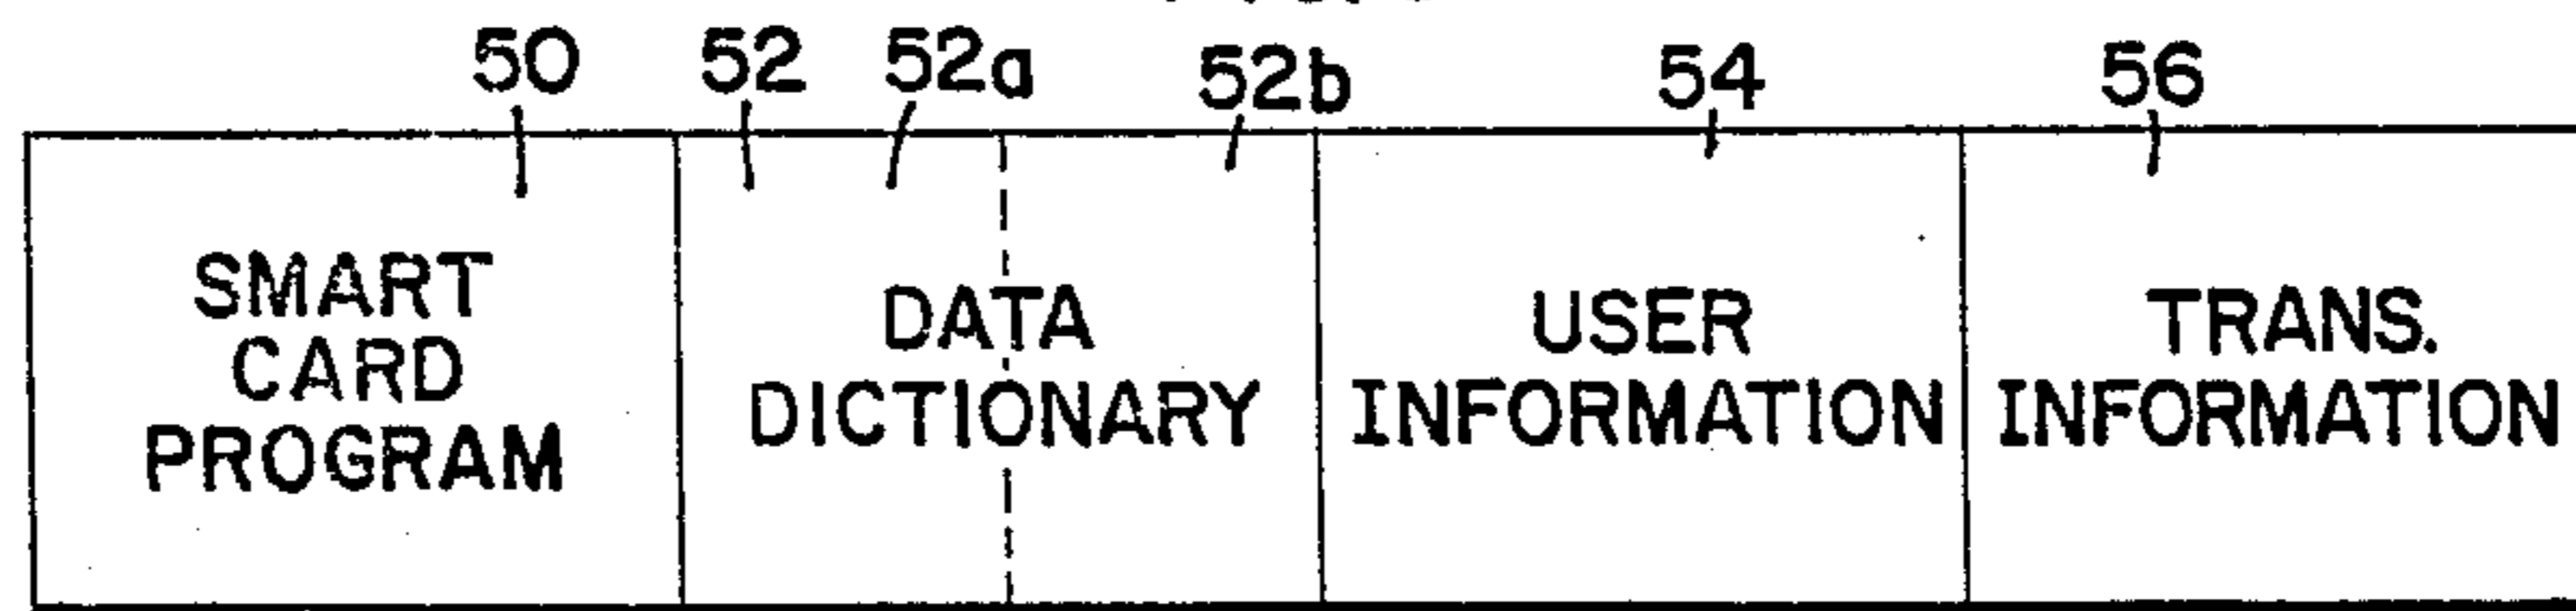 50 52 52a 52b 54 56
SMART
CARD
PROGRAM
DATA
DICTIONARY
USER
INFORMATION
TRANS.
INFORMATION